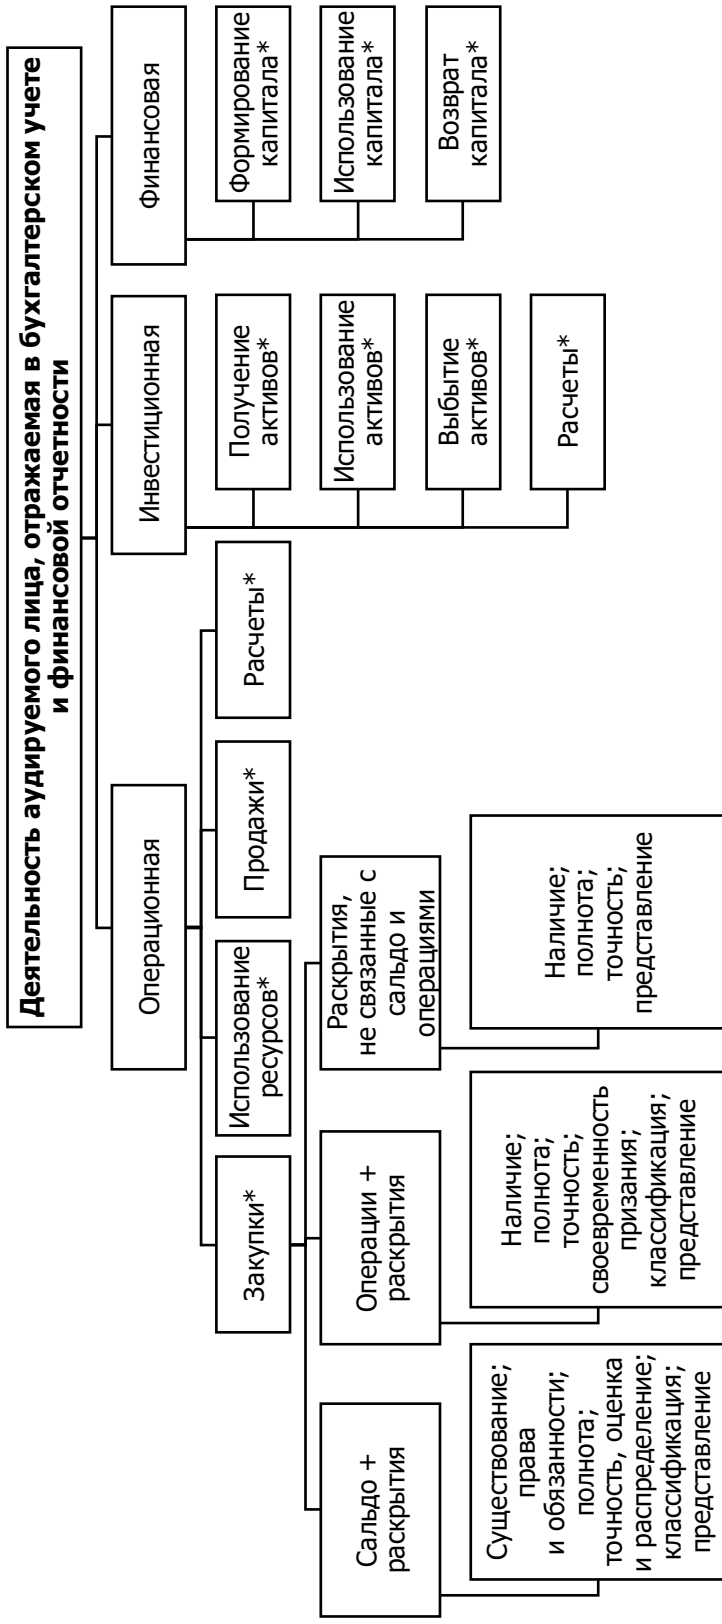 Деятельность аудируемого лица, отражаемая в бухгалтерском учете
и финансовой отчетности
Операционная
Инвестиционная
Финансовая
Закупки*
Использование
ресурсов*
Продажи*
Расчеты*
Получение
активов*
Использование
активов*
Выбытие
активов*
Расчеты*
Формирование
капитала*
Использование
капитала*
Возврат
капитала*
Сальдо +
раскрытия
Операции +
раскрытия
Раскрытия,
не связанные с
сальдо и
операциями
Существование;
права
и обязанности;
полнота;
точность, оценка
и распределение;
классификация;
представление
Наличие;
полнота;
точность;
своевременность
призания;
классификация;
представление
Наличие;
полнота;
точность;
представление